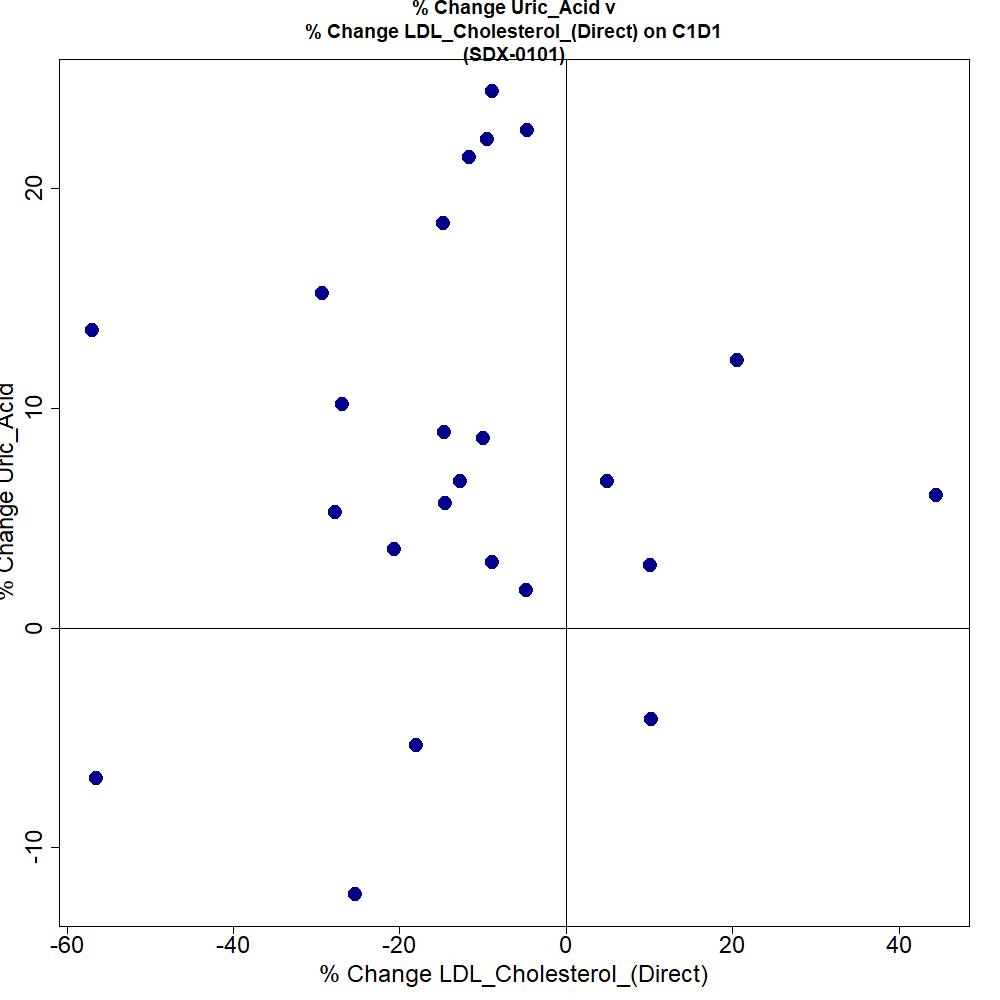 % Change Uric_Acid v
% Change LDL_Cholesterol_(Direct) on C1D1
(SDX-0101)
% Change Uric_Acid
20
10
0
-10
-60
-40
-20
0
20
40
% Change LDL_Cholesterol_(Direct)